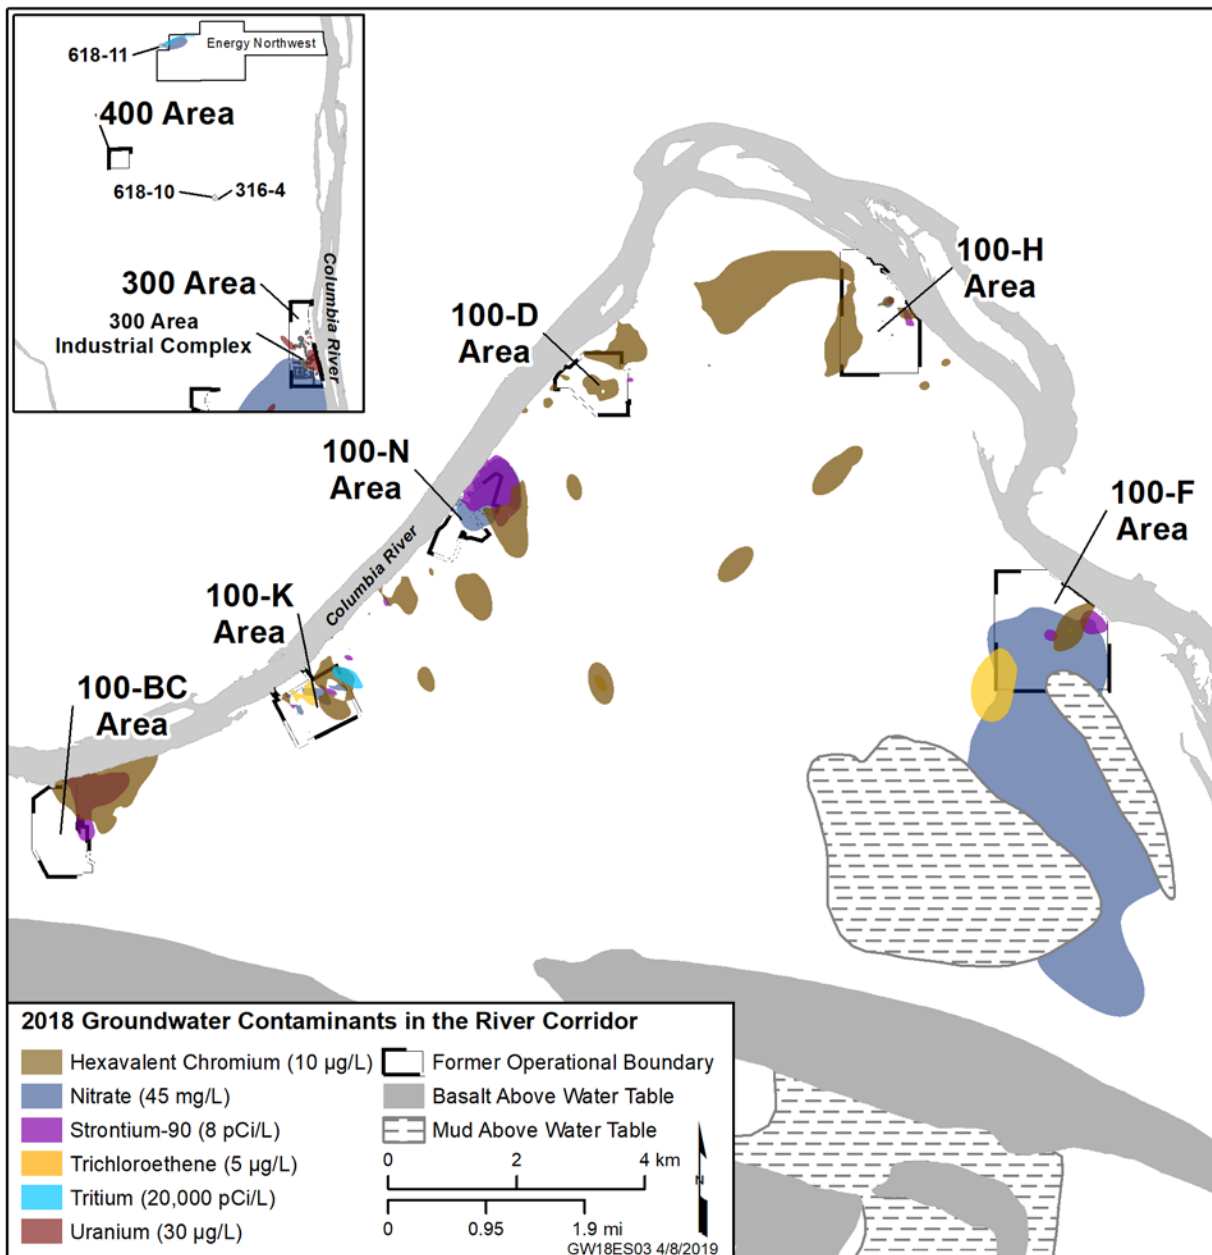 618-11
Energy Northwest
400 Area
618-10
316-4
300 Area
300 Area
Industrial Complex
Columbia River
100-H
Area
100-D
Area
100-N
Area
100-F
Area
Columbia River
100-K
Area
100-BC
Area
2018 Groundwater Contaminants in the River Corridor
Hexavalent Chromium (10 µg/L)
Nitrate (45 mg/L)
Strontium-90 (8 pCi/L)
Trichloroethene (5 µg/L)
Tritium (20,000 pCi/L)
Uranium (30 µg/L)
Former Operational Boundary
Basalt Above Water Table
Mud Above Water Table
0 2 4 km
0 0.95 1.9 mi
N
GW18ES03 4/8/2019